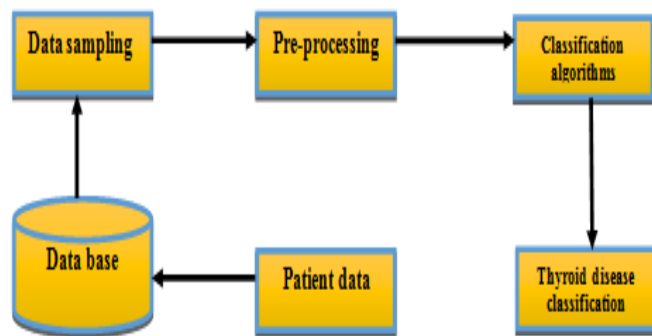 Data sampling
Pre-processing
Classification
algorithms
Data base
Patient data
Thyroid disease
classification